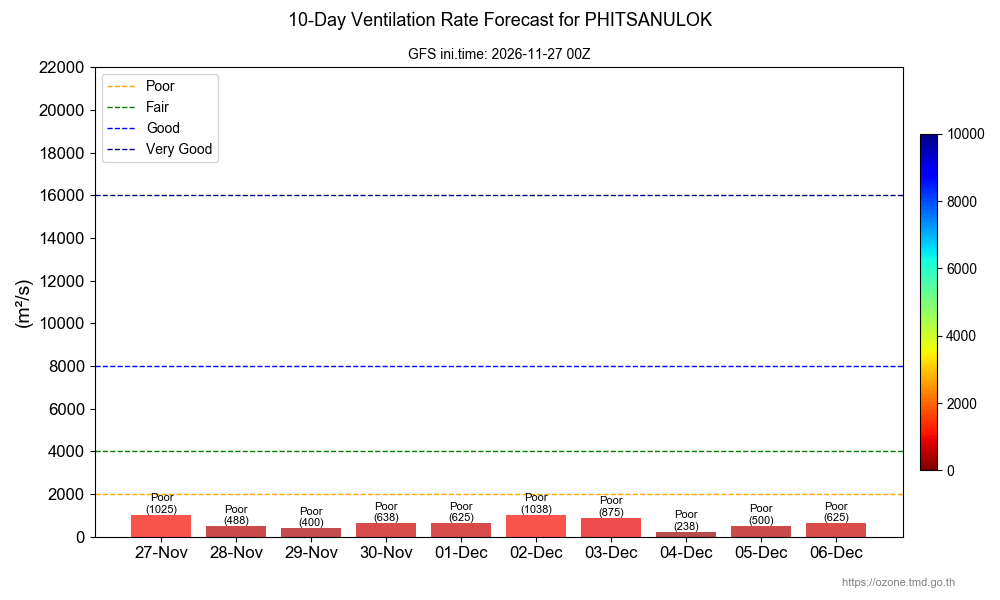 10-Day Ventilation Rate Forecast for PHITSANULOK
GFS ini.time: 2026-11-27 00Z
(m²/s)
22000
20000
18000
16000
14000
12000
10000
8000
6000
4000
2000
0
Poor
Fair
Good
Very Good
Poor
(1025)
Poor
(488)
Poor
(400)
Poor
(638)
Poor
(625)
Poor
(1038)
Poor
(875)
Poor
(238)
Poor
(500)
Poor
(625)
27-Nov 28-Nov 29-Nov 30-Nov 01-Dec 02-Dec 03-Dec 04-Dec 05-Dec 06-Dec
10000
8000
6000
4000
2000
0
https://ozone.tmd.go.th